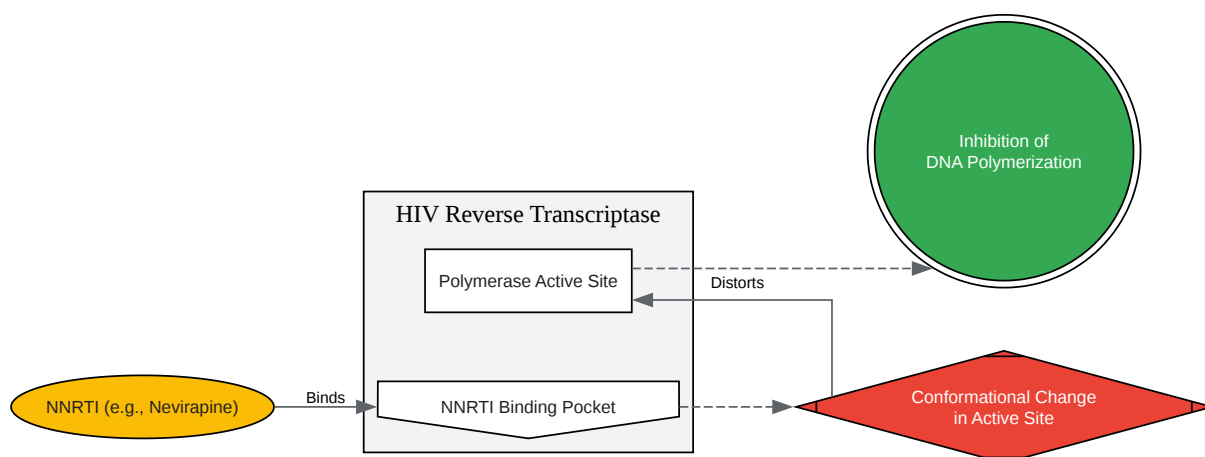 Inhibition of
DNA Polymerization
HIV Reverse Transcriptase
Polymerase Active Site
Distorts
NNRTI (e.g., Nevirapine)
Binds
NNRTI Binding Pocket
Conformational Change
in Active Site